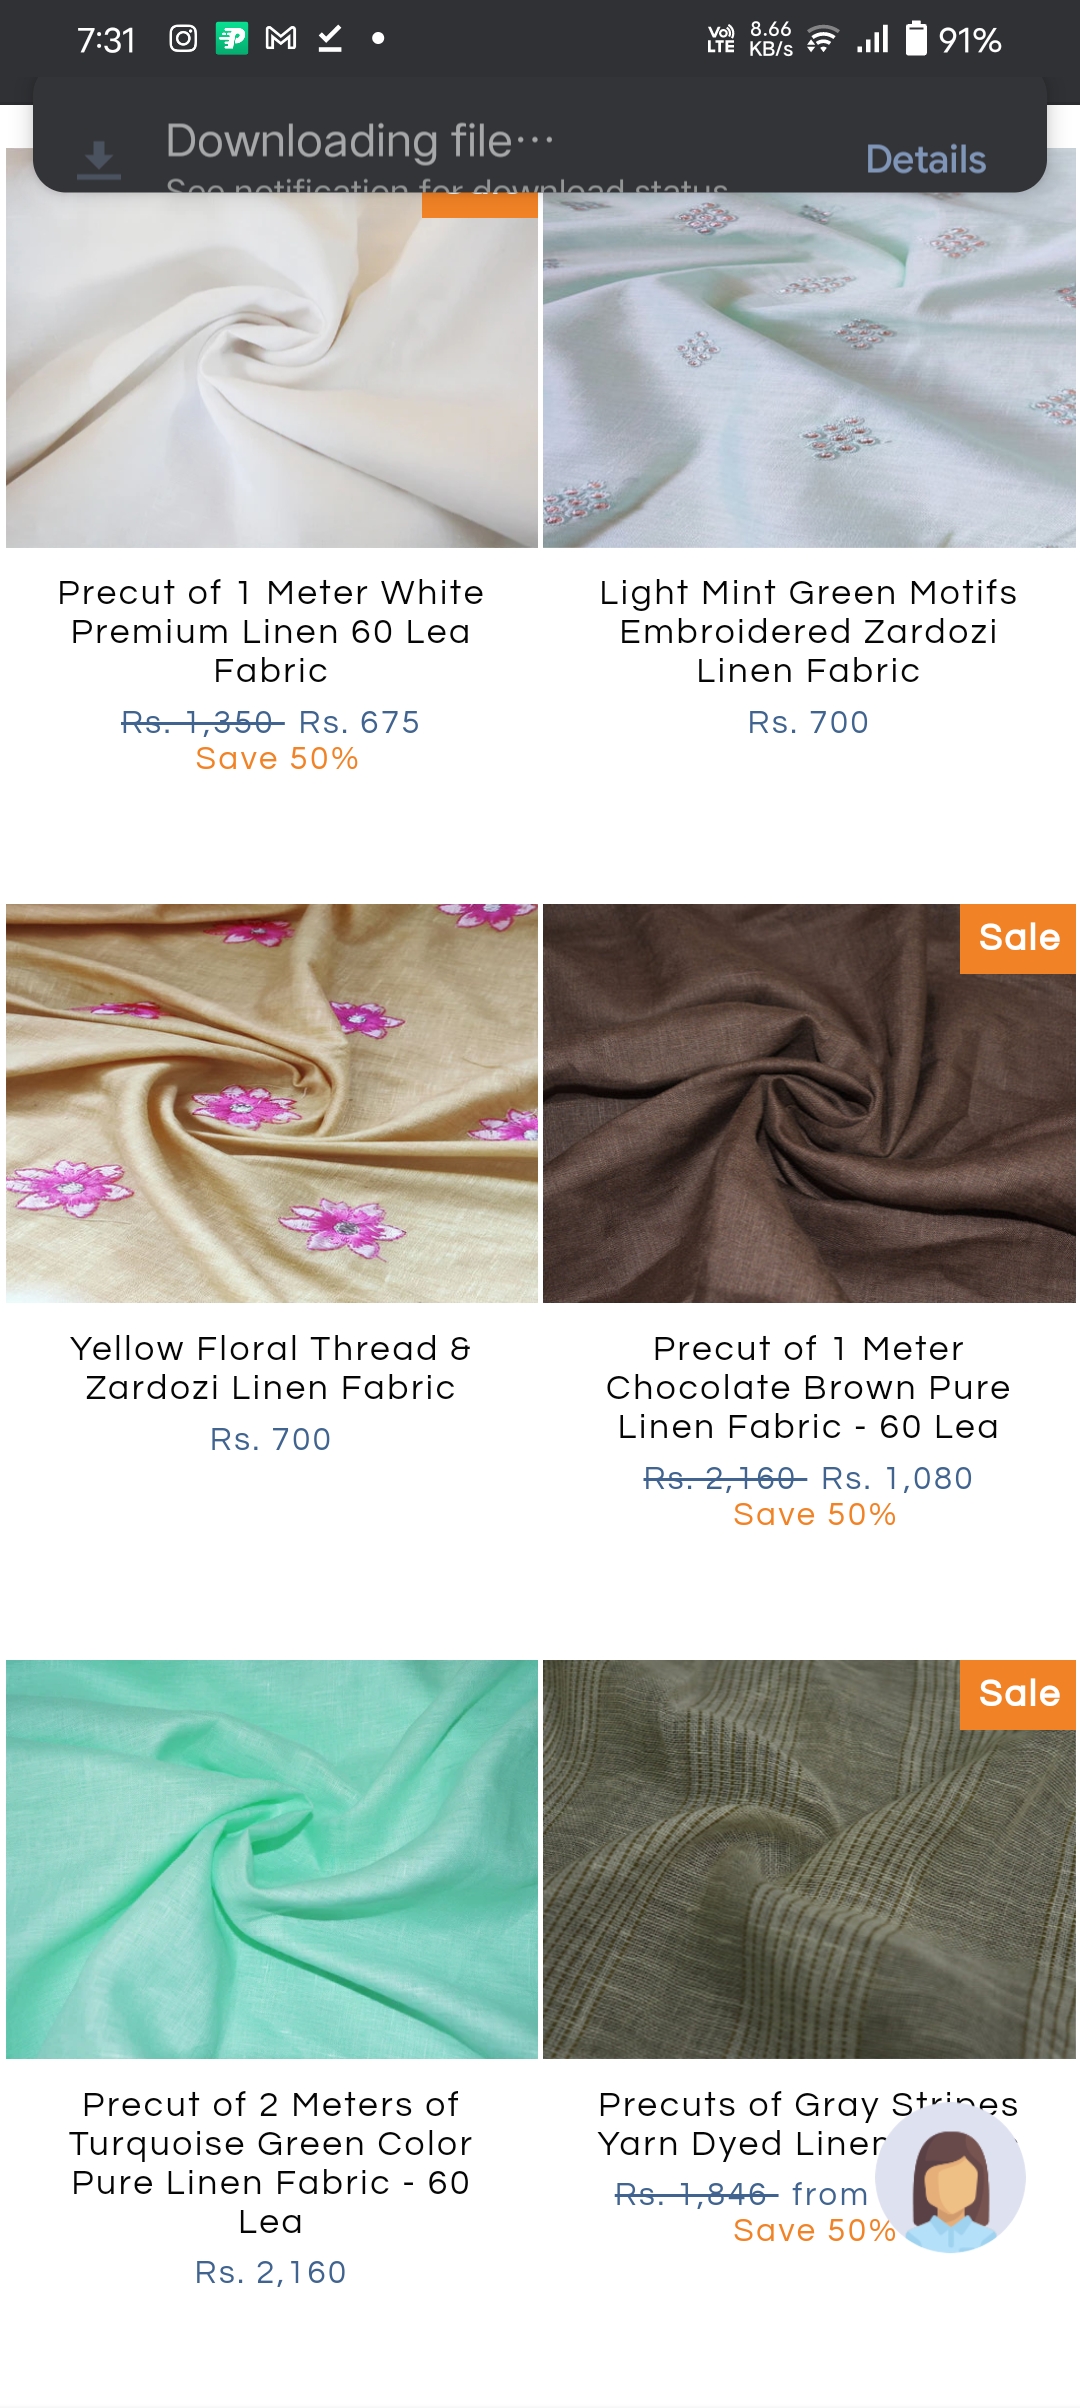 7:31
Vo))
LTE
8.66
KB/s
91%
Downloading file...
See notification for download status
Details
Precut of 1 Meter White
Premium Linen 60 Lea
Fabric
Rs. 1,350 Rs. 675
Save 50%
Light Mint Green Motifs
Embroidered Zardozi
Linen Fabric
Rs. 700
Yellow Floral Thread &
Zardozi Linen Fabric
Rs. 700
Sale
Precut of 1 Meter
Chocolate Brown Pure
Linen Fabric - 60 Lea
Rs. 2,160 Rs. 1,080
Save 50%
Precut of 2 Meters of
Turquoise Green Color
Pure Linen Fabric - 60
Lea
Rs. 2,160
Sale
Precuts of Gray Stripes
Yarn Dyed Linen
Rs. 1,846 from
Save 50%